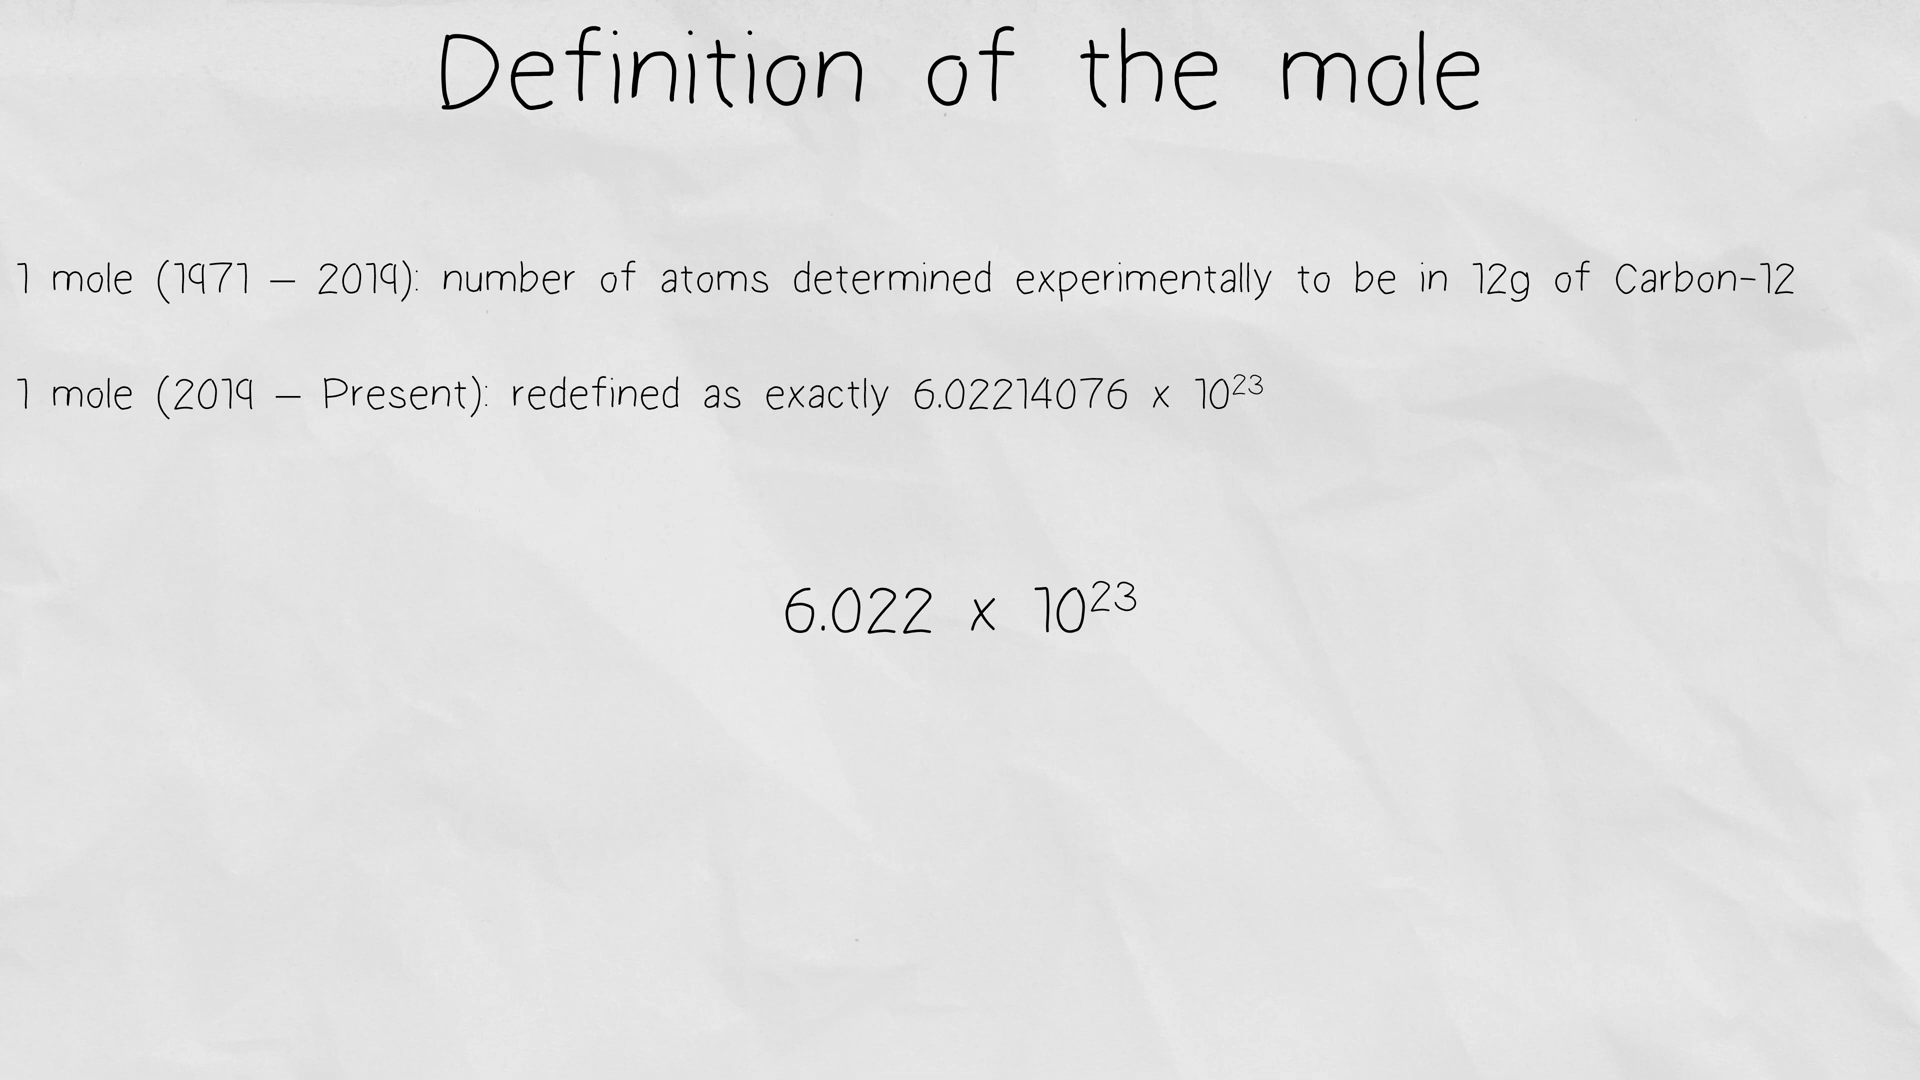 Definition of the mole
1 mole (1971 – 2019): number of atoms determined experimentally to be in 12g of Carbon-12
1 mole (2019 – Present): redefined as exactly 6.02214076 x 10²³
6.022 x 10²³